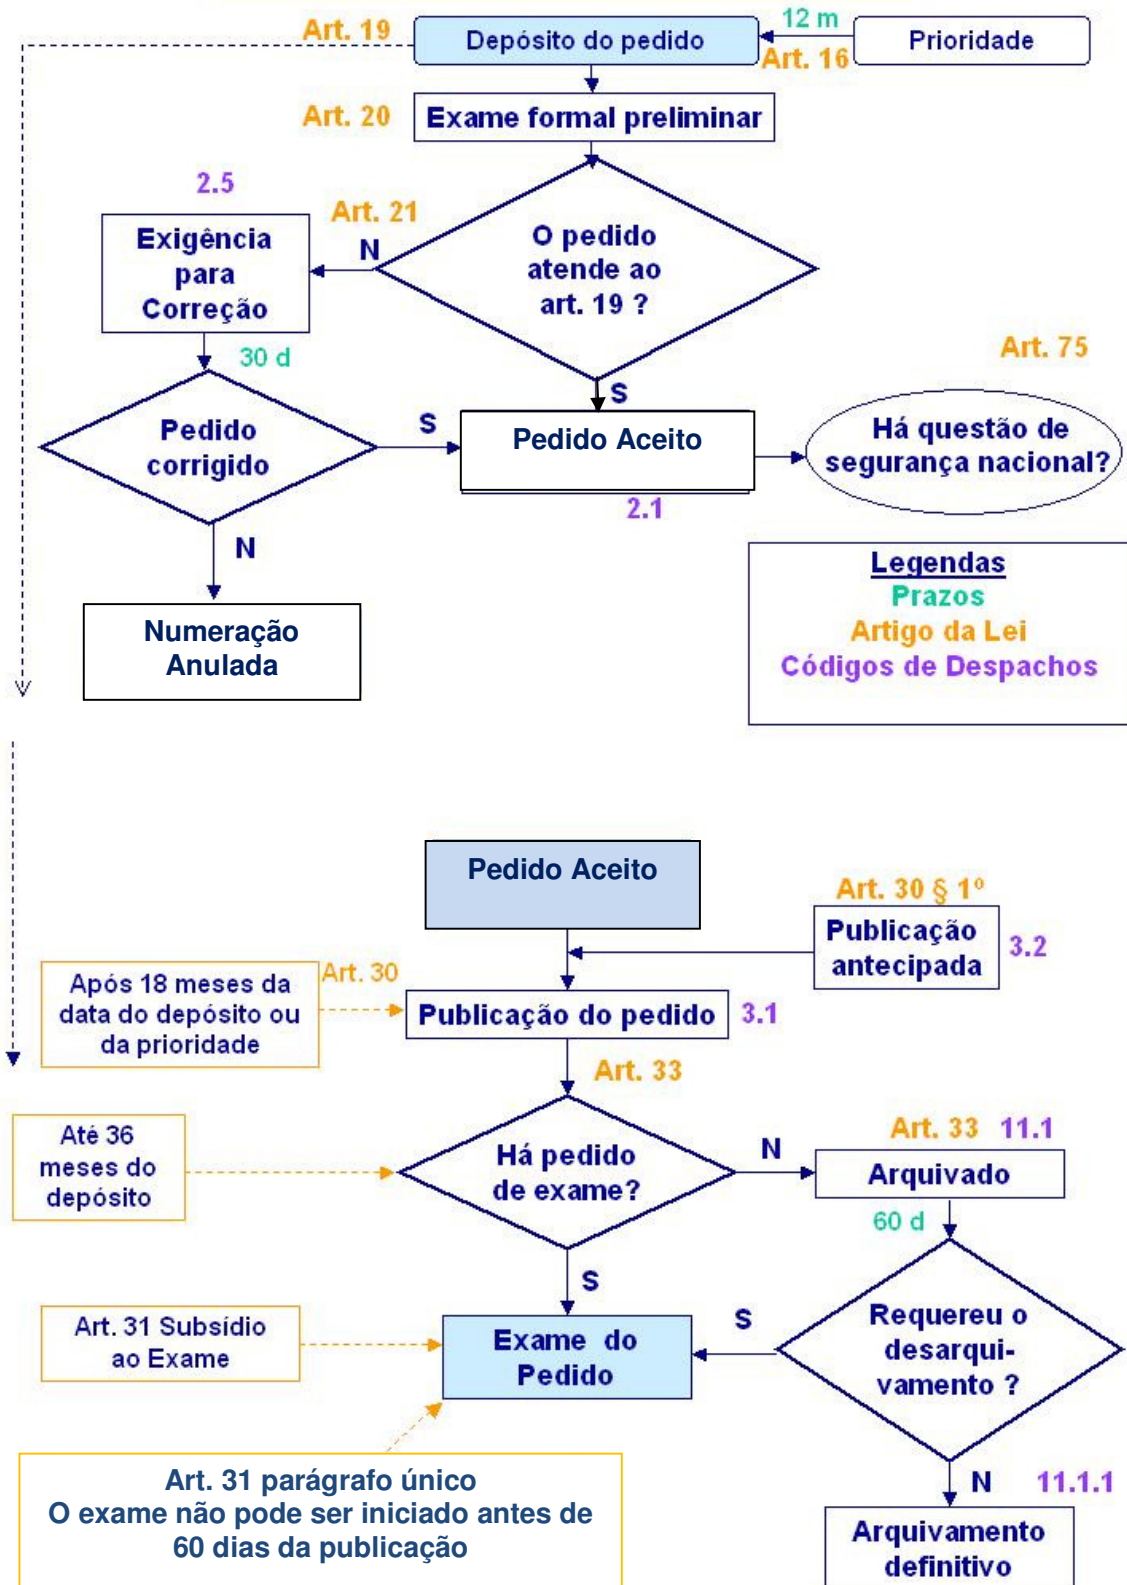 Art. 19
Depósito do pedido
12 m
Art. 16
Prioridade
Art. 20
Exame formal preliminar
2.5
Art. 21
Exigência
para
Correção
N
O pedido
atende ao
art. 19 ?
30 d
S
Art. 75
Pedido
corrigido
S
Pedido Aceito
2.1
Há questão de
segurança nacional?
N
Numeração
Anulada
Legendas
Prazos
Artigo da Lei
Códigos de Despachos
Pedido Aceito
Art. 30 § 1º
Publicação
antecipada
3.2
Após 18 meses da
data do depósito ou
da prioridade
Art. 30
Publicação do pedido
3.1
Art. 33
Até 36
meses do
depósito
Há pedido
de exame?
N
Art. 33 11.1
Arquivado
60 d
S
Art. 31 Subsídio
ao Exame
Exame do
Pedido
S
Requereu o
desarqui-
vamento ?
Art. 31 parágrafo único
O exame não pode ser iniciado antes de
60 dias da publicação
N
11.1.1
Arquivamento
definitivo